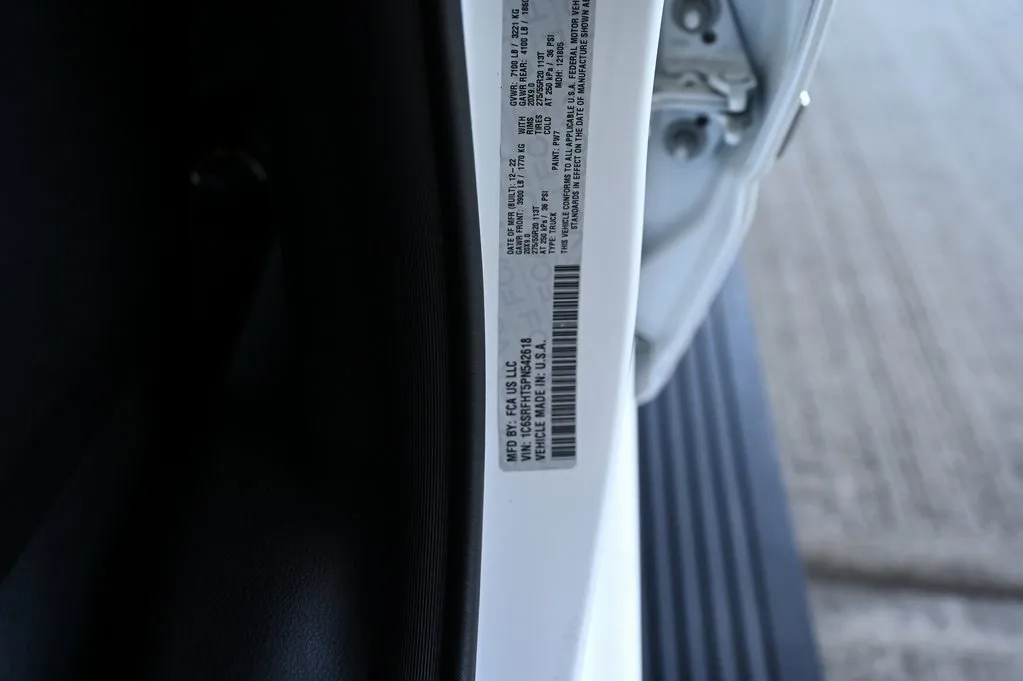 MFD BY: FCA US LLC
VIN: 1C6SRFHT5PN542618
VEHICLE MADE IN: U.S.A.
DATE OF MFR (BUILT): 12-22 GVWR: 7100 LB / 3221 KG
GAWR FRONT: 3900 LB / 1770 KG WITH GAWR REAR: 4100 LB / 1860
20X9.0 RIMS 20X9.0
275/55R20 113T TIRES 275/55R20 113T
AT 250 kPa / 36 PSI COLD AT 250 kPa / 36 PSI
TYPE: TRUCK PAINT: PW7 MDH: 121805
THIS VEHICLE CONFORMS TO ALL APPLICABLE U.S.A. FEDERAL MOTOR VEH
STANDARDS IN EFFECT ON THE DATE OF MANUFACTURE SHOWN AB